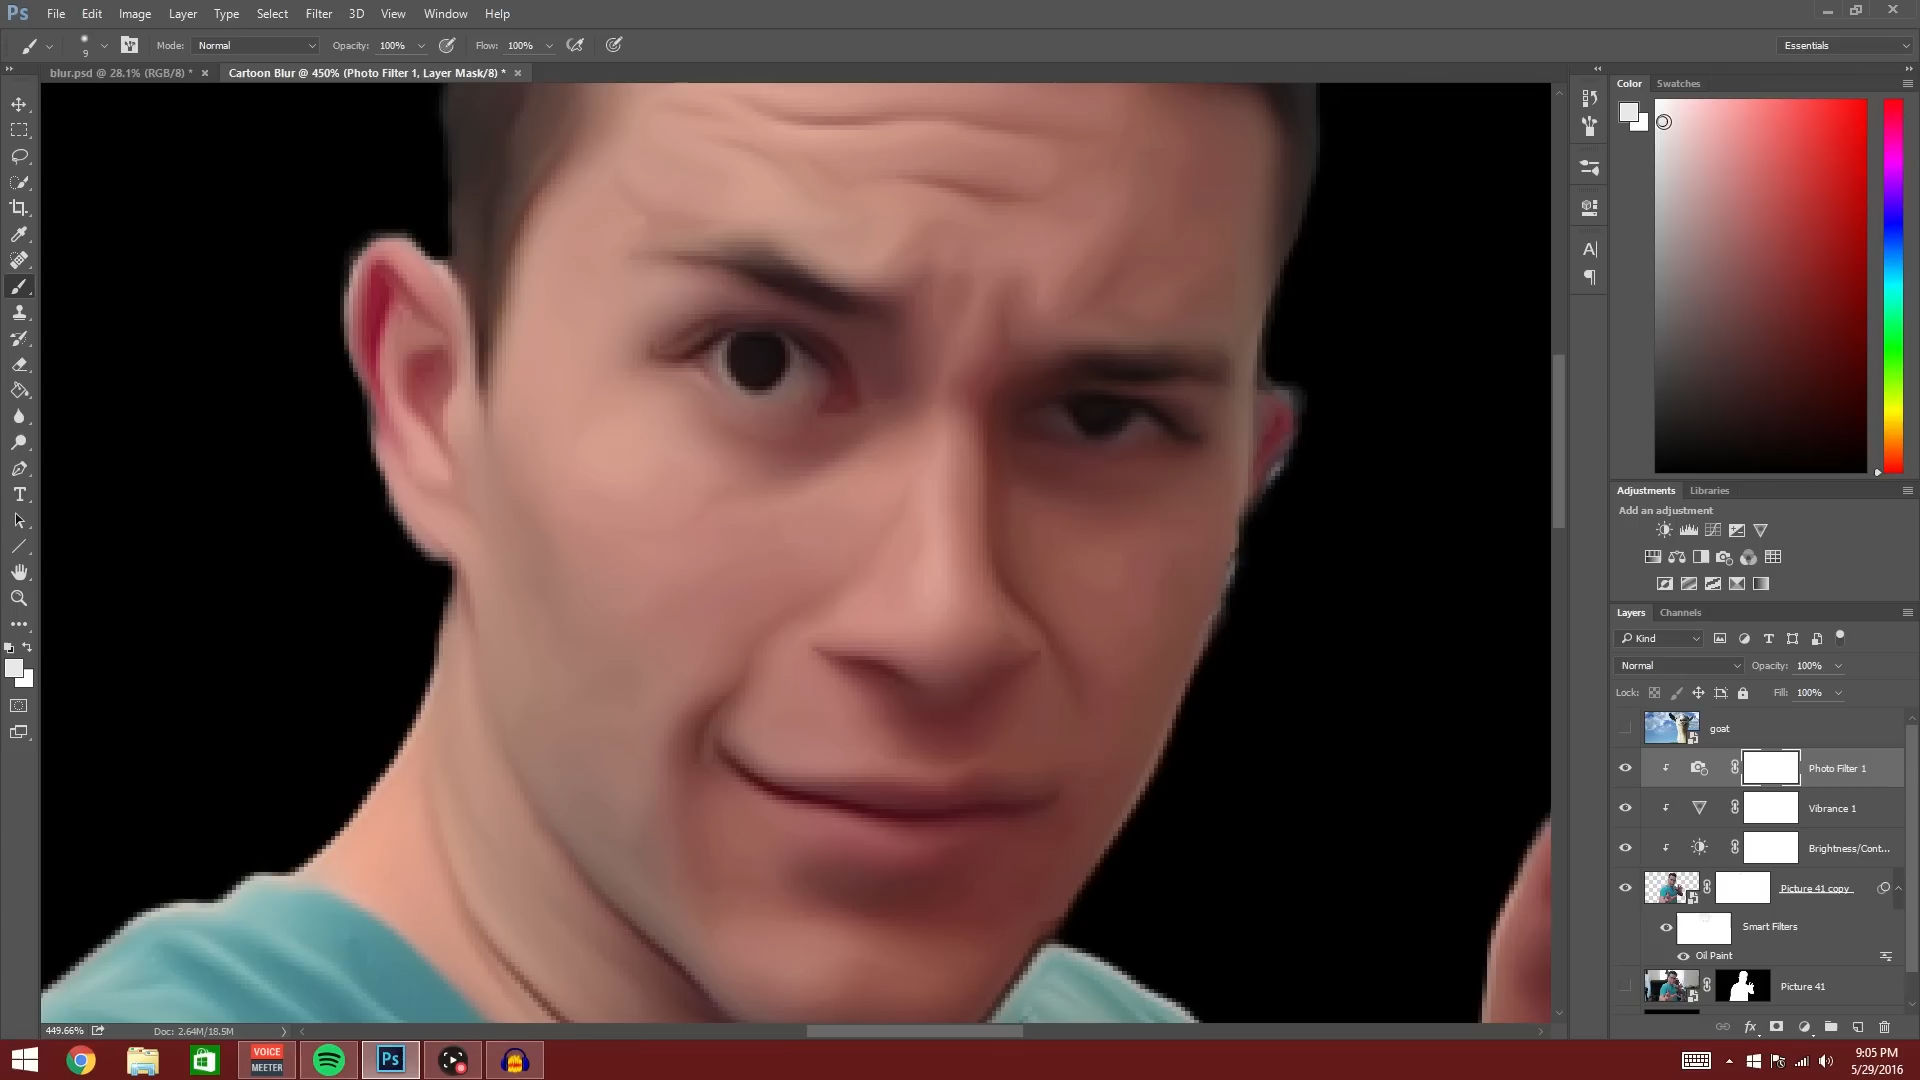 Ps File Edit Image Layer Type Select Filter 3D View Window Help
9 Mode: Normal Opacity: 100% Flow: 100% Essentials
blur.psd @ 28.1% (RGB/8) * × Cartoon Blur @ 450% (Photo Filter 1, Layer Mask/8) * ×
Color Swatches
Adjustments Libraries
Add an adjustment
Layers Channels
Kind
Normal Opacity: 100%
Lock: Fill: 100%
goat
Photo Filter 1
Vibrance 1
Brightness/Cont...
Picture 41 copy
Smart Filters
Oil Paint
Picture 41
449.66% Doc: 2.64M/18.5M
VOICE
MEETER
Ps
9:05 PM
5/29/2016